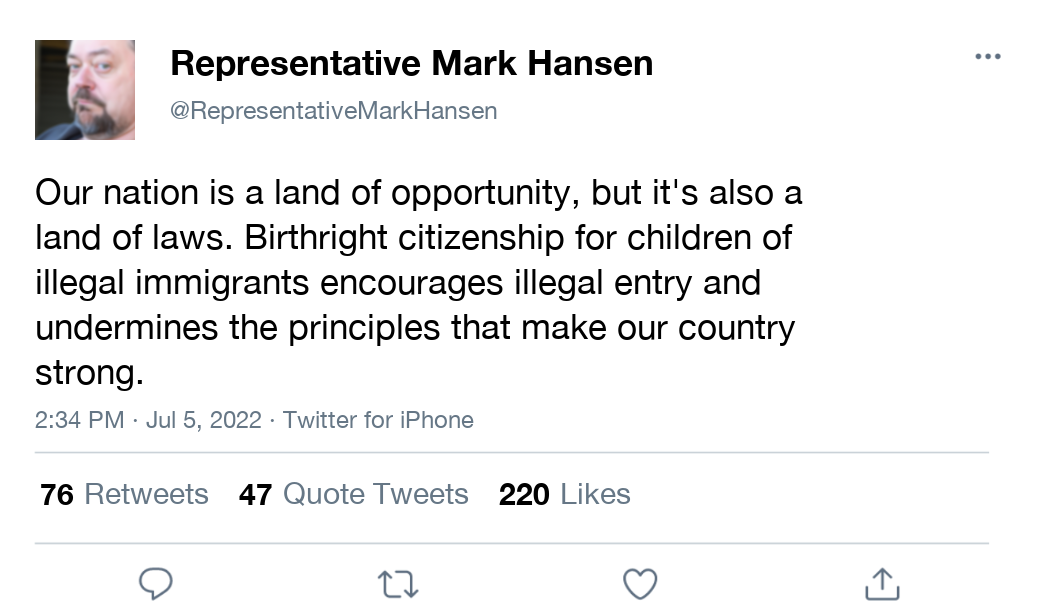 Representative Mark Hansen
@RepresentativeMarkHansen
Our nation is a land of opportunity, but it's also a
land of laws. Birthright citizenship for children of
illegal immigrants encourages illegal entry and
undermines the principles that make our country
strong.
2:34 PM · Jul 5, 2022 · Twitter for iPhone
76 Retweets 47 Quote Tweets 220 Likes